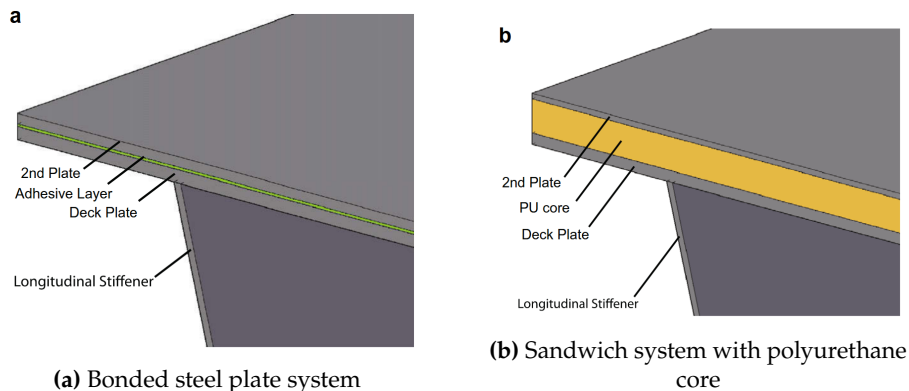 a
2nd Plate
Adhesive Layer
Deck Plate
Longitudinal Stiffener
(a) Bonded steel plate system
b
2nd Plate
PU core
Deck Plate
Longitudinal Stiffener
(b) Sandwich system with polyurethane
core